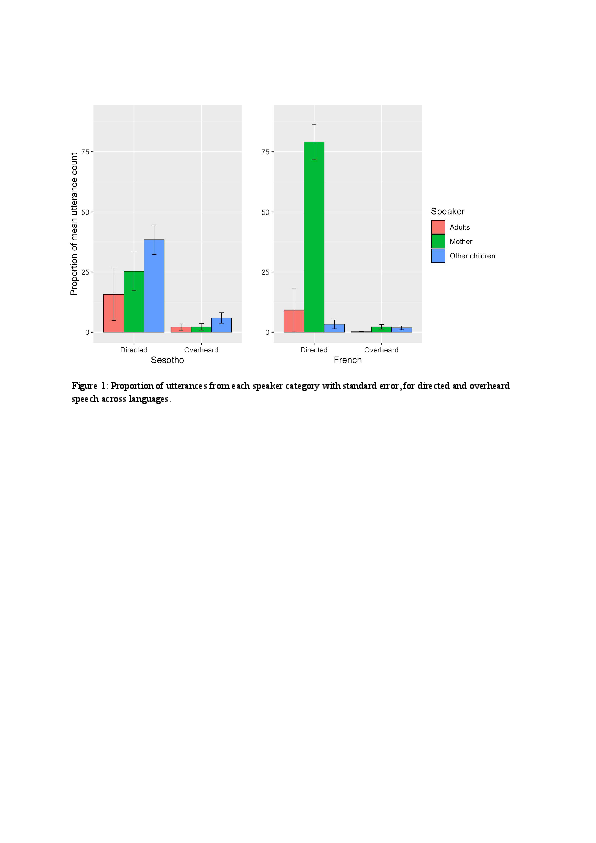 Proportion of mean utterance count
75
50
25
0
Directed Overheard
Sesotho
75
50
25
0
Directed Overheard
French
Speaker
Adults
Mother
Other children
Figure 1: Proportion of utterances from each speaker category with standard error, for directed and overheard
speech across languages.